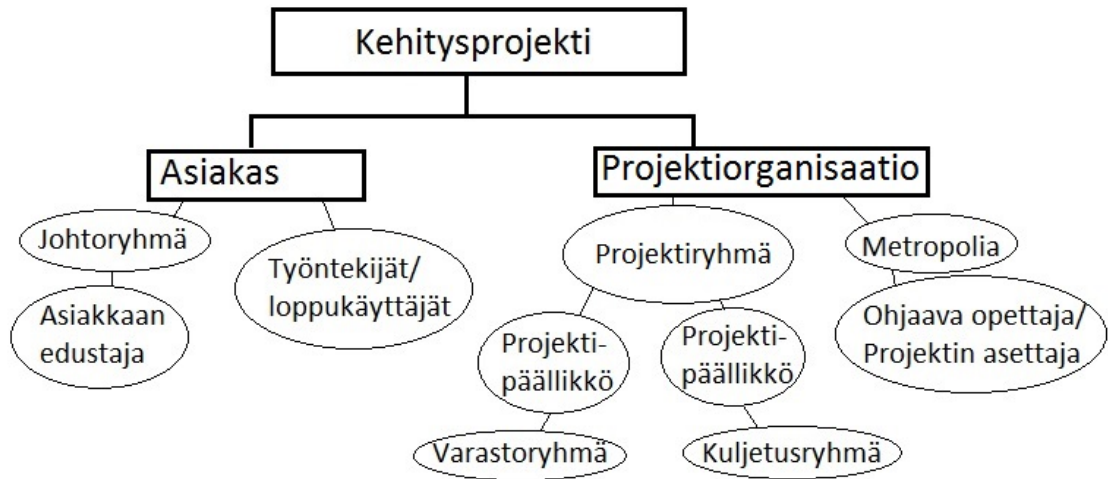 Kehitysprojekti
Asiakas
Projektiorganisaatio
Johtoryhmä
Työntekijät/
loppukäyttäjät
Asiakkaan
edustaja
Projektiryhmä
Metropolia
Ohjaava opettaja/
Projektin asettaja
Projekti-
päällikkö
Projekti-
päällikkö
Varastoryhmä
Kuljetusryhmä